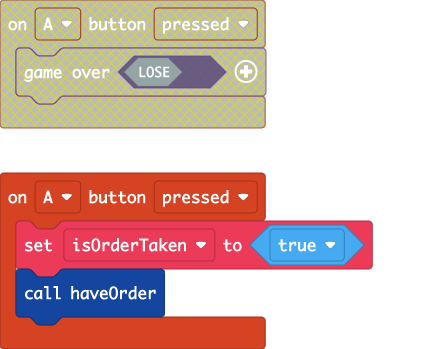 on A button pressed
game over LOSE
on A button pressed
set isOrderTaken to true
call haveOrder